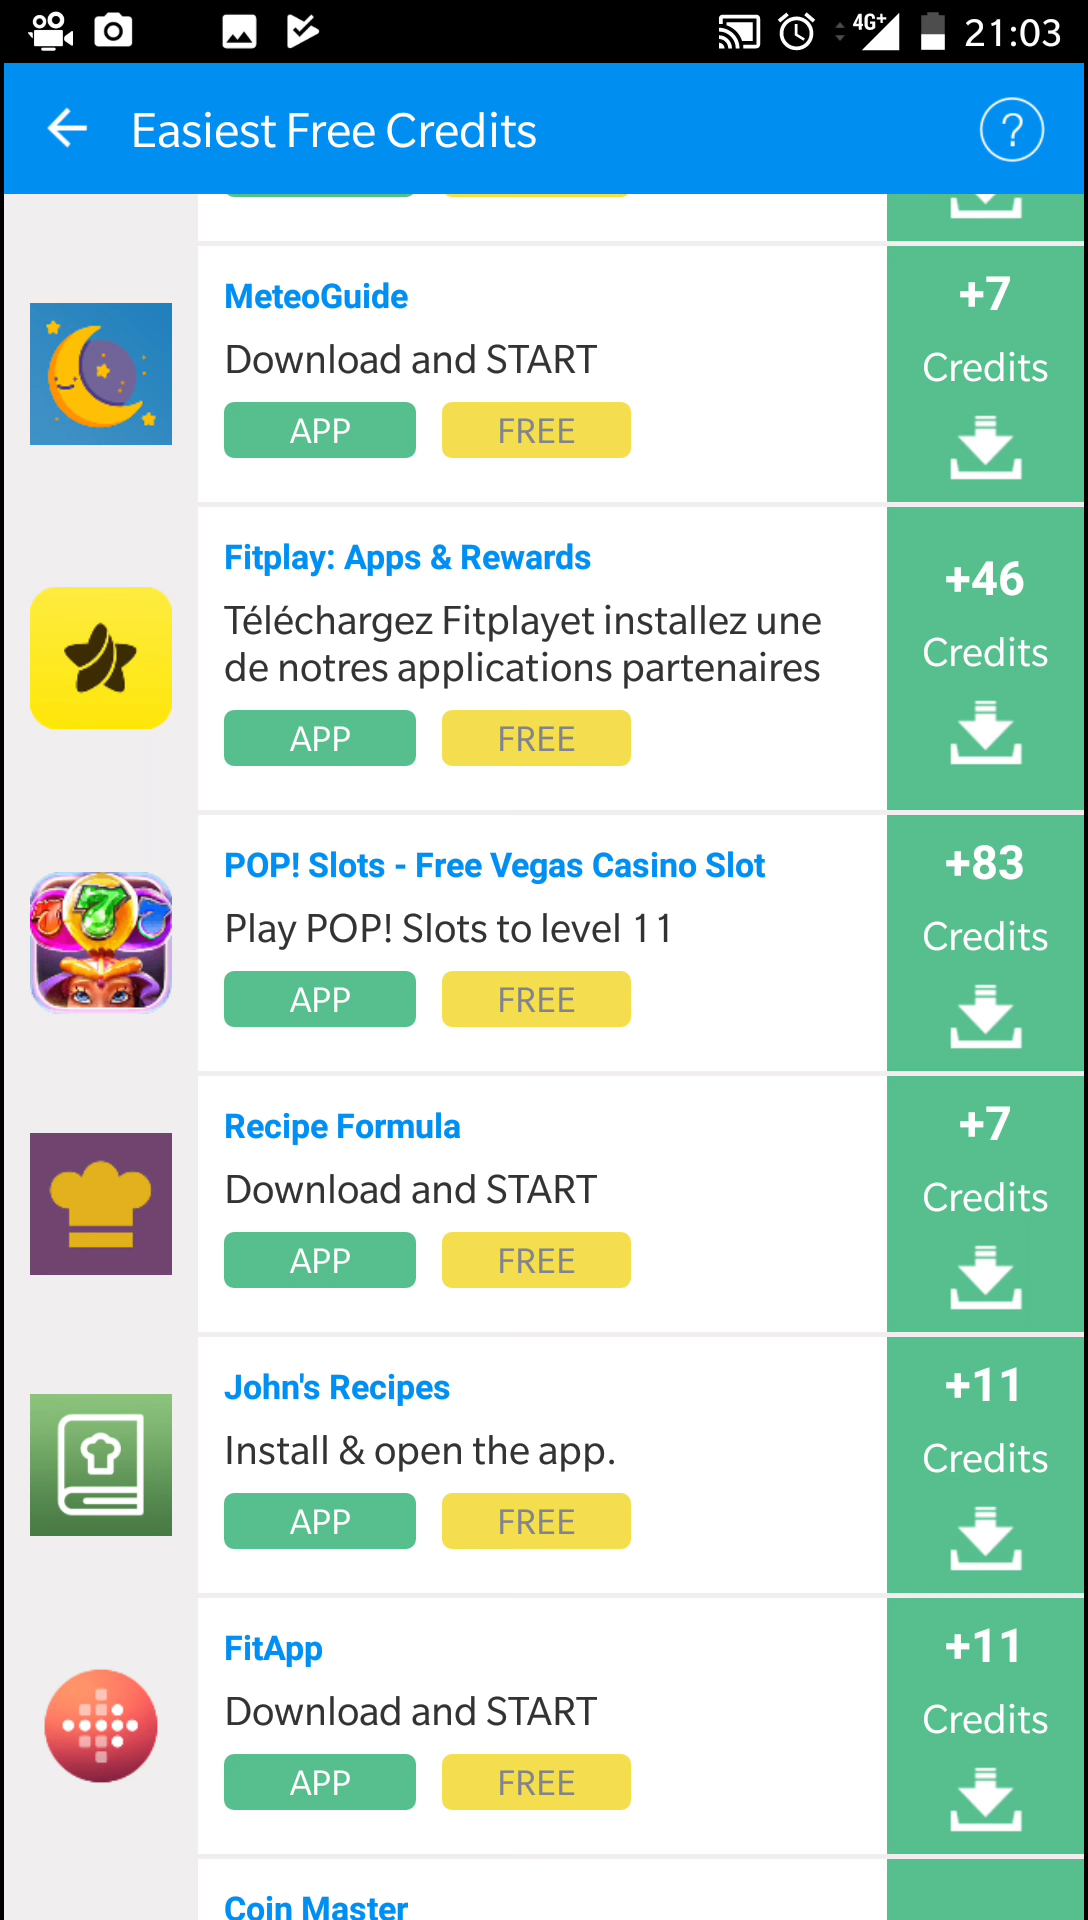 4G+ 21:03
Easiest Free Credits ?
MeteoGuide
Download and START
APP FREE
+7
Credits
Fitplay: Apps & Rewards
Téléchargez Fitplayet installez une
de notres applications partenaires
APP FREE
+46
Credits
POP! Slots - Free Vegas Casino Slot
Play POP! Slots to level 11
APP FREE
+83
Credits
Recipe Formula
Download and START
APP FREE
+7
Credits
John's Recipes
Install & open the app.
APP FREE
+11
Credits
FitApp
Download and START
APP FREE
+11
Credits
Coin Master